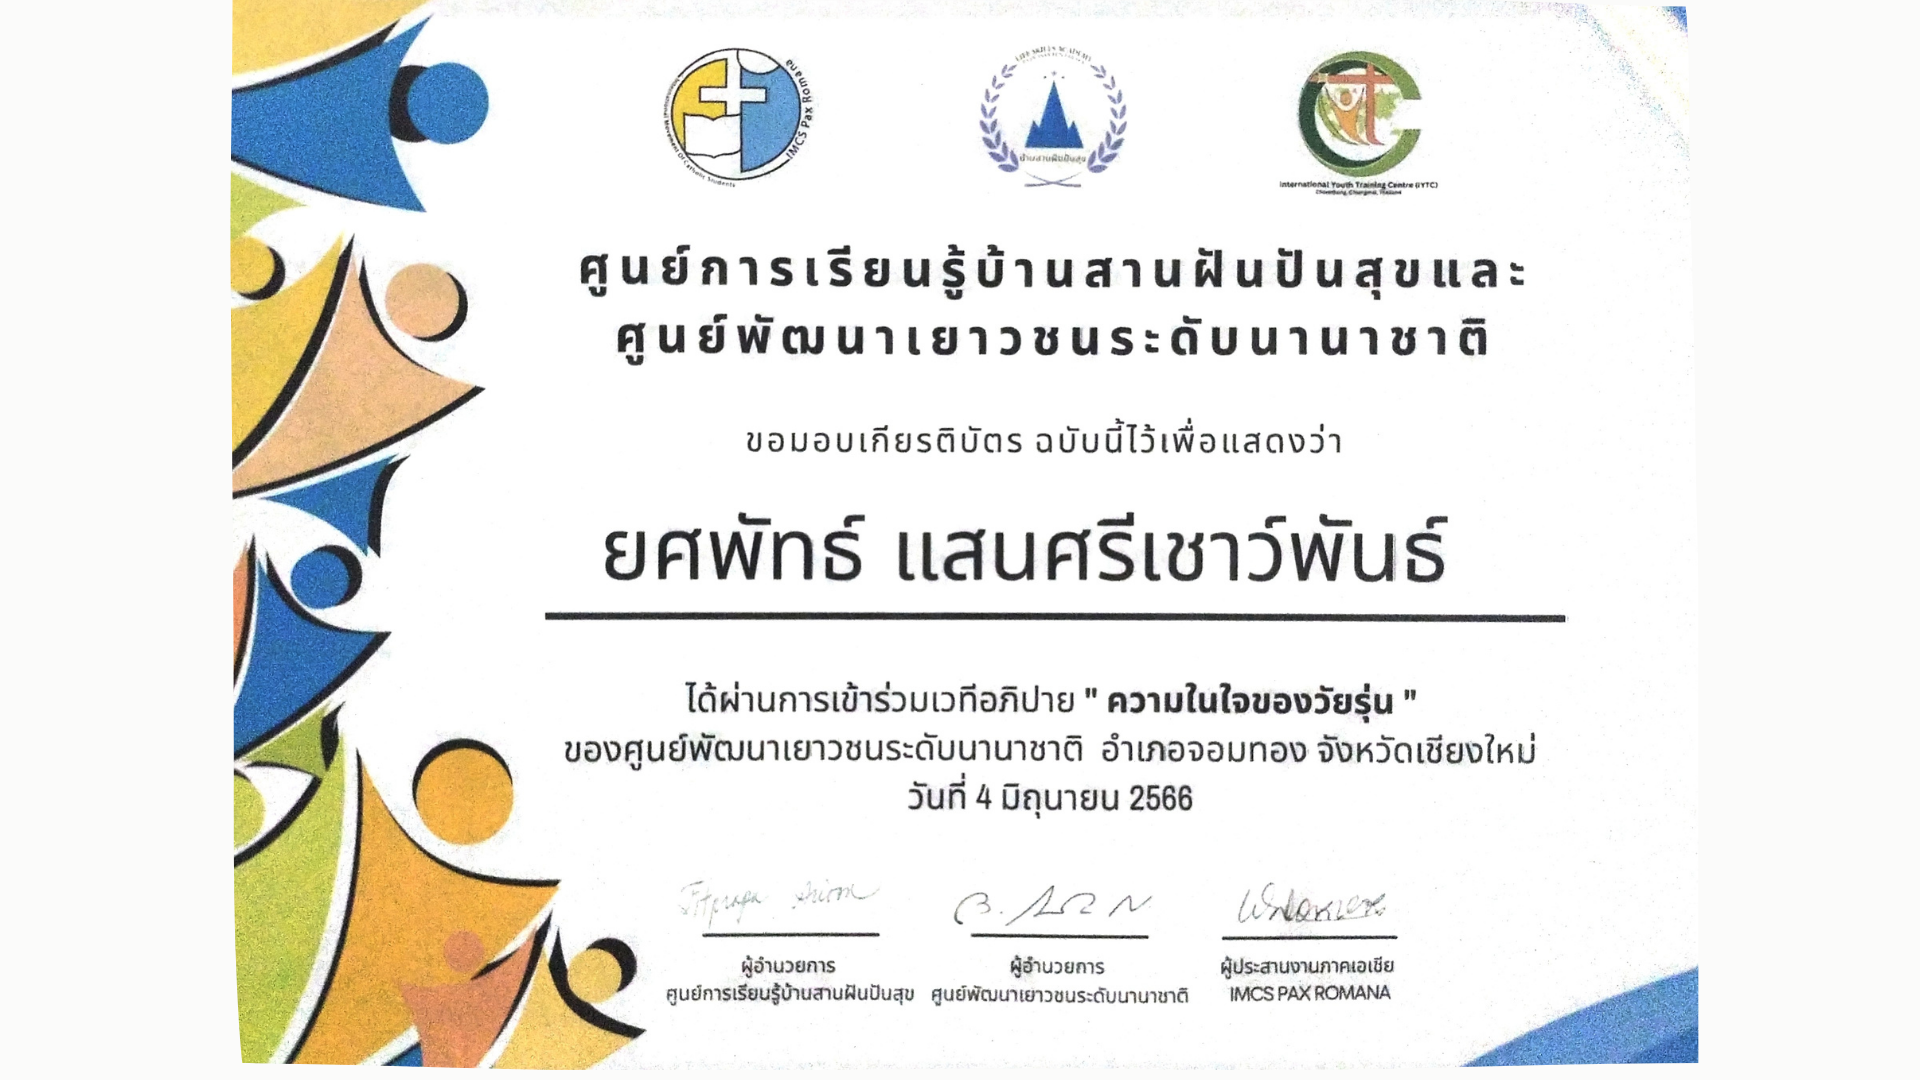 International Movement Of Catholic Students
IMCS Pax Romana
LIFE SKILLS ACADEMY
บ้านสานฝันปันสุข
International Youth Training Centre (IYTC)
ศูนย์การเรียนรู้บ้านสานฝันปันสุขและ
ศูนย์พัฒนาเยาวชนระดับนานาชาติ
ขอมอบเกียรติบัตร ฉบับนี้ไว้เพื่อแสดงว่า
ยศพัทธ์ แสนศรีเชาว์พันธ์
ได้ผ่านการเข้าร่วมเวทีอภิปาย " ความในใจของวัยรุ่น "
ของศูนย์พัฒนาเยาวชนระดับนานาชาติ อำเภอจอมทอง จังหวัดเชียงใหม่
วันที่ 4 มิถุนายน 2566
ผู้อำนวยการ
ศูนย์การเรียนรู้บ้านสานฝันปันสุข
ผู้อำนวยการ
ศูนย์พัฒนาเยาวชนระดับนานาชาติ
ผู้ประสานงานภาคเอเชีย
IMCS PAX ROMANA